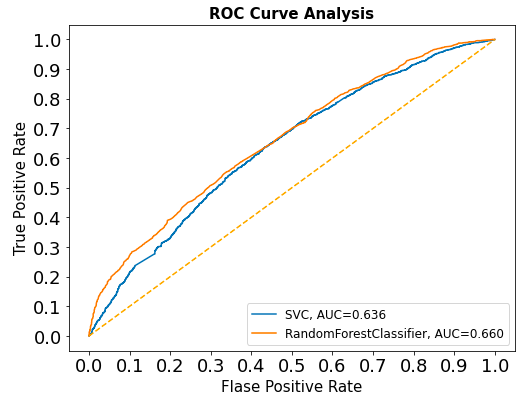 ROC Curve Analysis
True Positive Rate
1.0
0.9
0.8
0.7
0.6
0.5
0.4
0.3
0.2
0.1
0.0
SVC, AUC=0.636
RandomForestClassifier, AUC=0.660
0.0 0.1 0.2 0.3 0.4 0.5 0.6 0.7 0.8 0.9 1.0
Flase Positive Rate